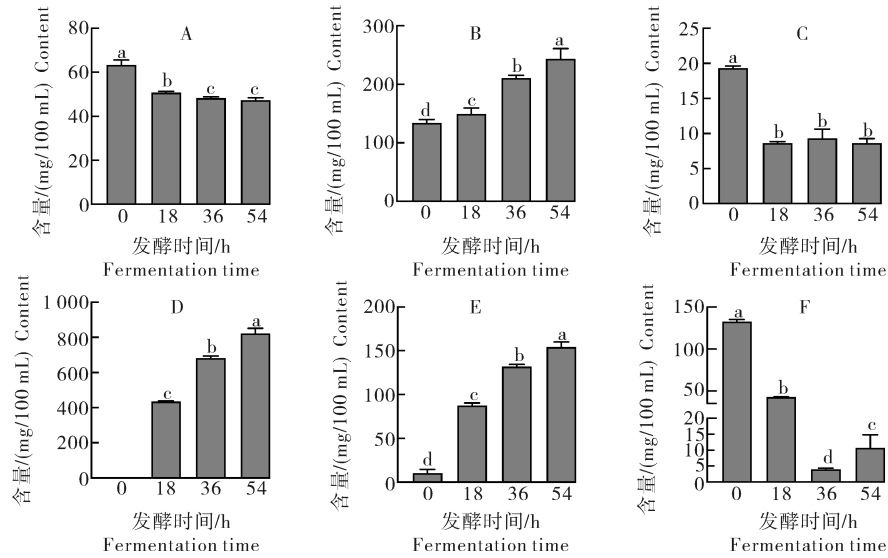 A
含量/(mg/100 mL) Content
80
60
40
20
0
a
b
c
c
0 18 36 54
发酵时间/h
Fermentation time
B
含量/(mg/100 mL) Content
300
200
100
0
d
c
b
a
0 18 36 54
发酵时间/h
Fermentation time
C
含量/(mg/100 mL) Content
25
20
15
10
5
0
a
b
b
b
0 18 36 54
发酵时间/h
Fermentation time
D
含量/(mg/100 mL) Content
1 000
800
600
400
200
0
c
b
a
0 18 36 54
发酵时间/h
Fermentation time
E
含量/(mg/100 mL) Content
200
150
100
50
0
d
c
b
a
0 18 36 54
发酵时间/h
Fermentation time
F
含量/(mg/100 mL) Content
150
100
50
20
15
10
5
0
a
b
d
c
0 18 36 54
发酵时间/h
Fermentation time